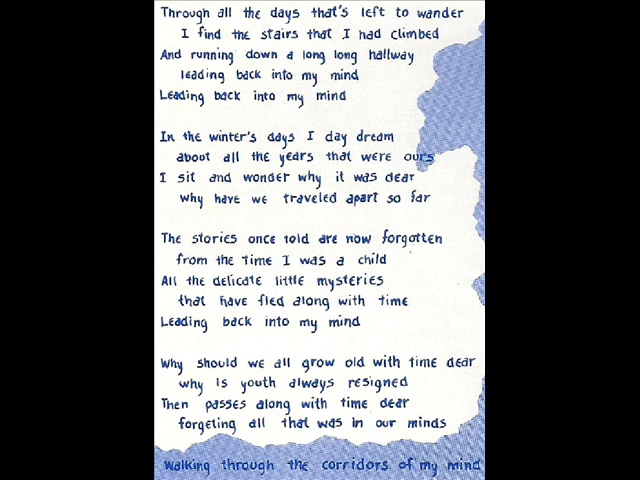 Through all the days that's left to wander
I find the stairs that I had climbed
And running down a long long hallway
leading back into my mind
Leading back into my mind
In the winter's days I day dream
about all the years that were ours
I sit and wonder why it was dear
why have we traveled apart so far
The stories once told are now forgotten
from the time I was a child
All the delicate little mysteries
that have fled along with time
Leading back into my mind
Why should we all grow old with time dear
why is youth always resigned
Then passes along with time dear
forgeting all that was in our minds
Walking through the corridors of my mind